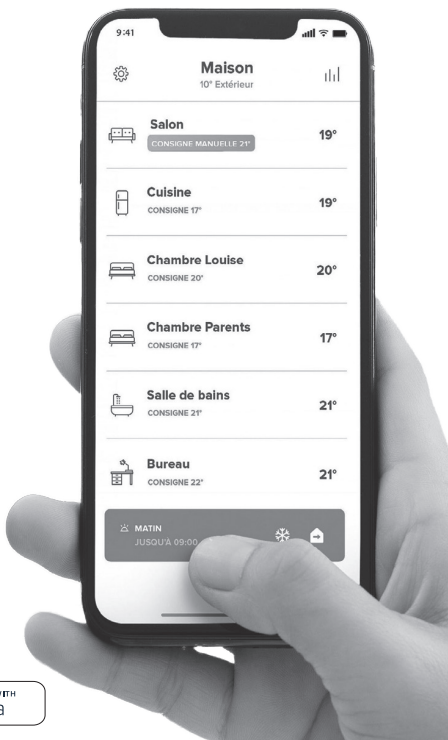 9:41
Maison
10° Extérieur
Salon
CONSIGNE MANUELLE 21°
19°
Cuisine
CONSIGNE 17°
19°
Chambre Louise
CONSIGNE 20°
20°
Chambre Parents
CONSIGNE 17°
17°
Salle de bains
CONSIGNE 21°
21°
Bureau
CONSIGNE 22°
21°
MATIN
JUSQU'À 09:00